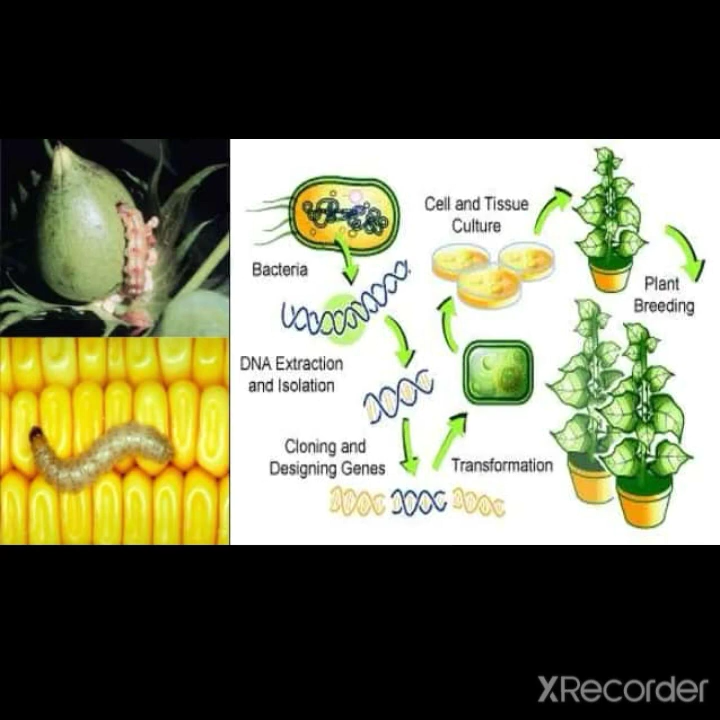 Bacteria
DNA Extraction
and Isolation
Cloning and
Designing Genes
Transformation
Cell and Tissue
Culture
Plant
Breeding
XRecorder